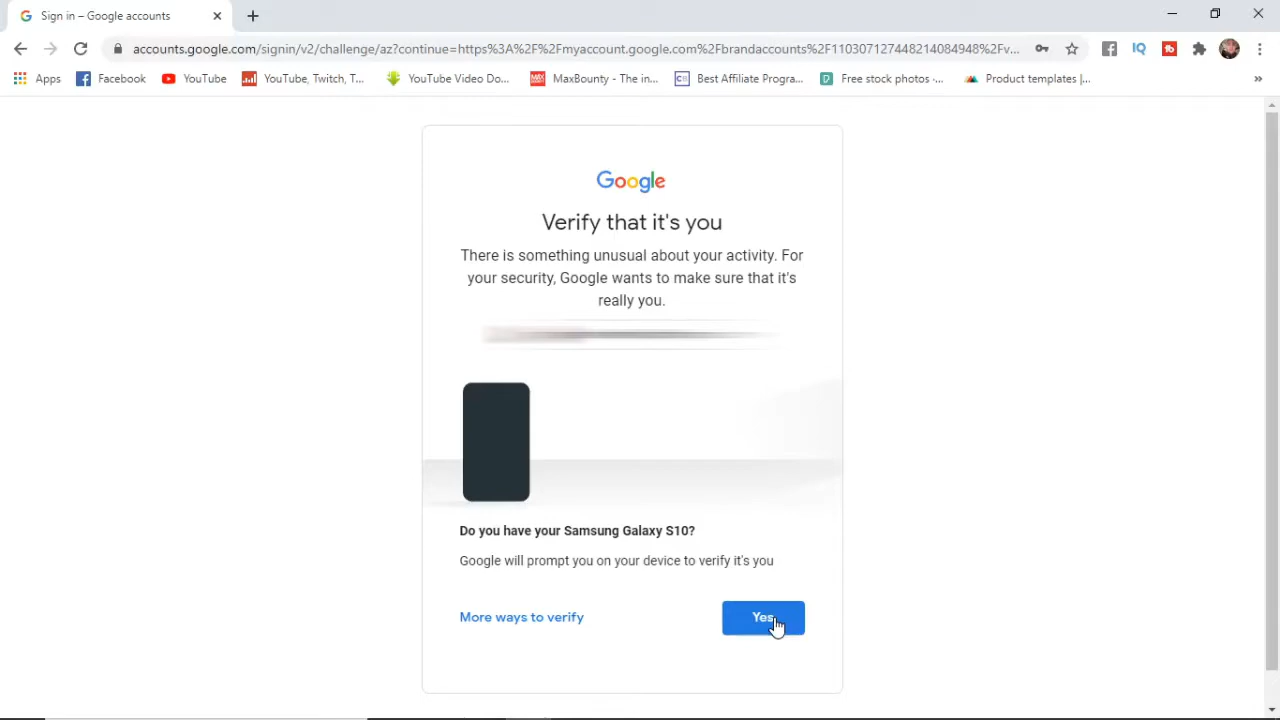 Sign in – Google accounts
accounts.google.com/signin/v2/challenge/az?continue=https%3A%2F%2Fmyaccount.google.com%2Fbrandaccounts%2F110307127448214084948%2Fv...
IQ
Apps
Facebook
YouTube
YouTube, Twitch, T...
YouTube Video Do...
MAX
MaxBounty - The in...
Best Affiliate Progra...
Free stock photos -...
Product templates |...
»
Google
Verify that it's you
There is something unusual about your activity. For
your security, Google wants to make sure that it's
really you.
Do you have your Samsung Galaxy S10?
Google will prompt you on your device to verify it's you
More ways to verify
Yes